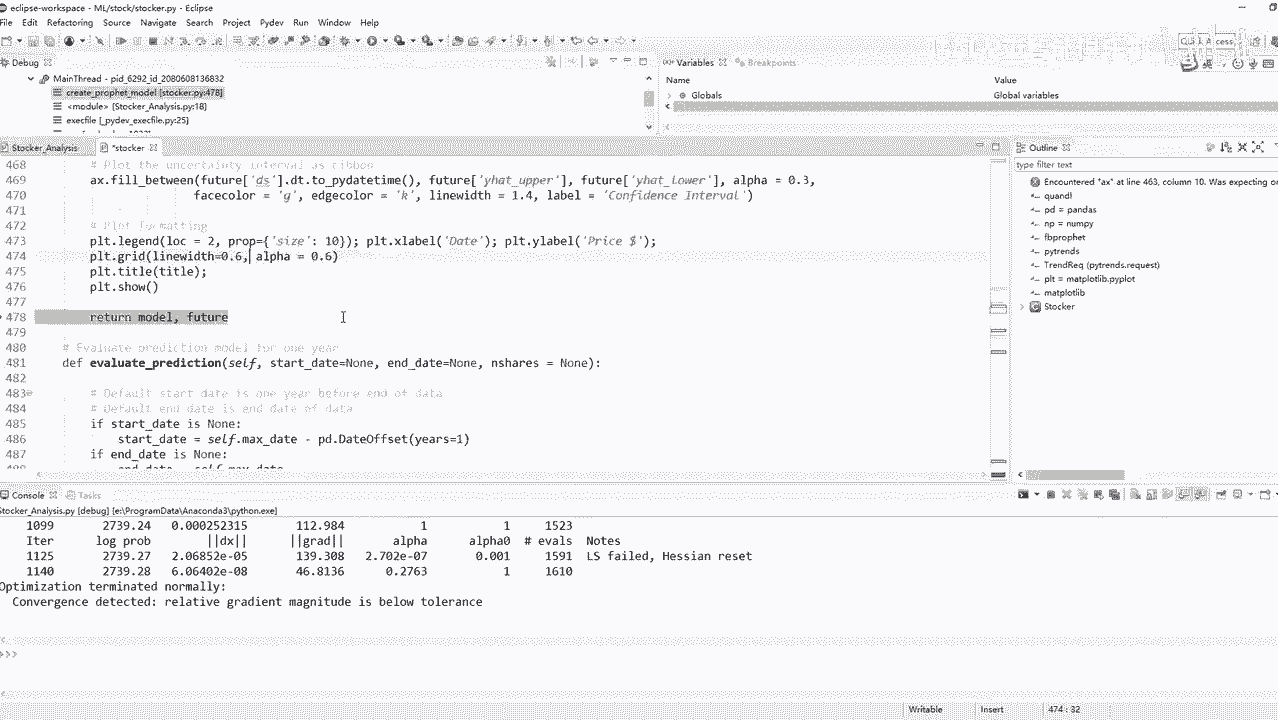 eclipse-workspace - ML/stock/stocker.py - Eclipse
File Edit Refactoring Source Navigate Search Project Pydev Run Window Help
Debug
MainThread - pid_6292_id_2080608136832
create_prophet_model [stocker.py:478]
<module> [Stocker_Analysis.py:18]
execfile [_pydev_execfile.py:25]
Variables Breakpoints
Name Value
Globals Global variables
Stocker_Analysis *stocker
468 # Plot the uncertainty interval as ribbon
469 ax.fill_between(future['ds'].dt.to_pydatetime(), future['yhat_upper'], future['yhat_lower'], alpha = 0.3,
470 facecolor = 'g', edgecolor = 'k', linewidth = 1.4, label = 'Confidence Interval')
471
472 # Plot formatting
473 plt.legend(loc = 2, prop={'size': 10}); plt.xlabel('Date'); plt.ylabel('Price $');
474 plt.grid(linewidth=0.6, alpha = 0.6)
475 plt.title(title);
476 plt.show()
477
478 return model, future
479
480 # Evaluate prediction model for one year
481 def evaluate_prediction(self, start_date=None, end_date=None, nshares = None):
482
483 # Default start date is one year before end of data
484 # Default end date is end date of data
485 if start_date is None:
486 start_date = self.max_date - pd.DateOffset(years=1)
487 if end_date is None:
Outline
type filter text
Encountered "ax" at line 463, column 10. Was expecting on
quandl
pd = pandas
np = numpy
fbprophet
pytrends
TrendReq (pytrends.request)
plt = matplotlib.pyplot
matplotlib
Stocker
Console Tasks
Stocker_Analysis.py [debug] [e:\ProgramData\Anaconda3\python.exe]
1099 2739.24 0.000252315 112.984 1 1 1523
Iter log prob ||dx|| ||grad|| alpha alpha0 # evals Notes
1125 2739.27 2.06852e-05 139.308 2.702e-07 0.001 1591 LS failed, Hessian reset
1140 2739.28 6.06402e-08 46.8136 0.2763 1 1610
Optimization terminated normally:
Convergence detected: relative gradient magnitude is below tolerance
>>>
Writable Insert 474 : 32